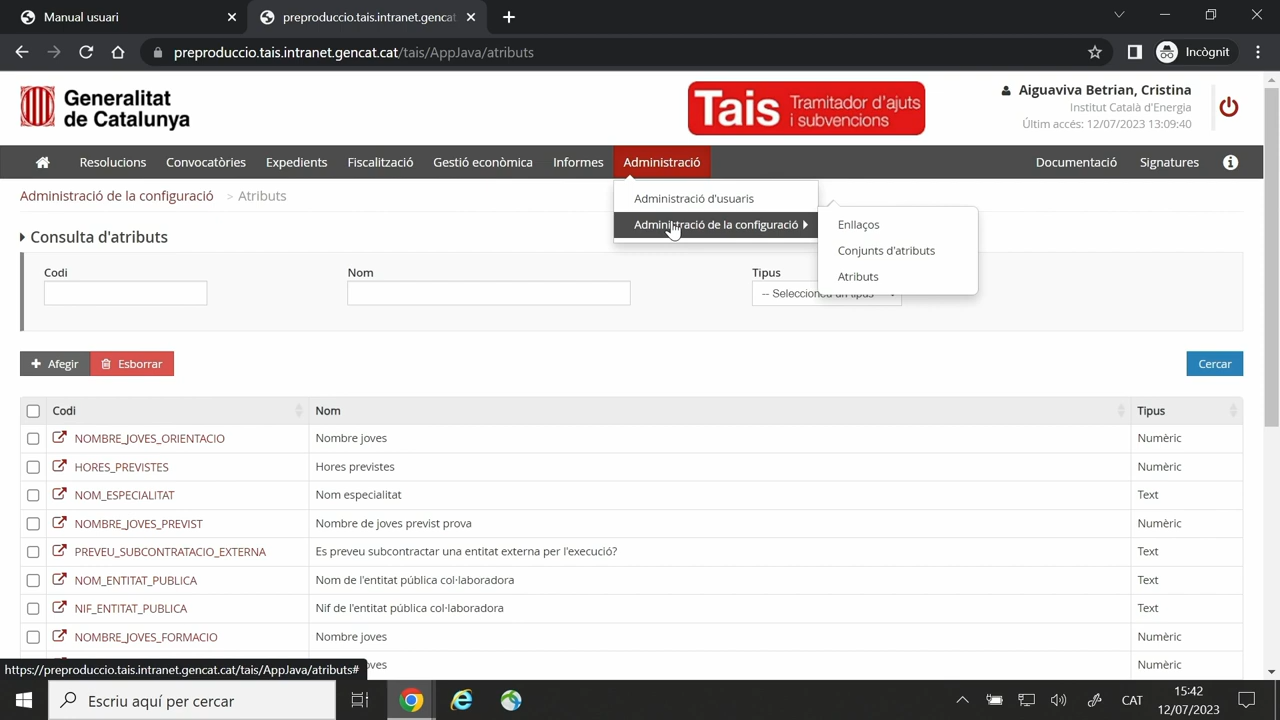 Manual usuari
preproduccio.tais.intranet.gencat
preproduccio.tais.intranet.gencat.cat/tais/AppJava/atributs
Incògnit
Generalitat
de Catalunya
Tais Tramitador d'ajuts
i subvencions
Aiguaviva Betrian, Cristina
Institut Català d'Energia
Últim accés: 12/07/2023 13:09:40
Resolucions Convocatòries Expedients Fiscalització Gestió econòmica Informes Administració Documentació Signatures
Administració de la configuració > Atributs
Administració d'usuaris
Administració de la configuració
Enllaços
Conjunts d'atributs
Atributs
Consulta d'atributs
Codi Nom Tipus
+ Afegir Esborrar Cercar
Codi Nom Tipus
NOMBRE_JOVES_ORIENTACIO Nombre joves Numèric
HORES_PREVISTES Hores previstes Numèric
NOM_ESPECIALITAT Nom especialitat Text
NOMBRE_JOVES_PREVIST Nombre de joves previst prova Numèric
PREVEU_SUBCONTRATACIO_EXTERNA Es preveu subcontractar una entitat externa per l'execució? Text
NOM_ENTITAT_PUBLICA Nom de l'entitat pública col·laboradora Text
NIF_ENTITAT_PUBLICA Nif de l'entitat pública col·laboradora Text
NOMBRE_JOVES_FORMACIO Nombre joves Numèric
Numèric
https://preproduccio.tais.intranet.gencat.cat/tais/AppJava/atributs#
Escriu aquí per cercar
CAT
15:42
12/07/2023